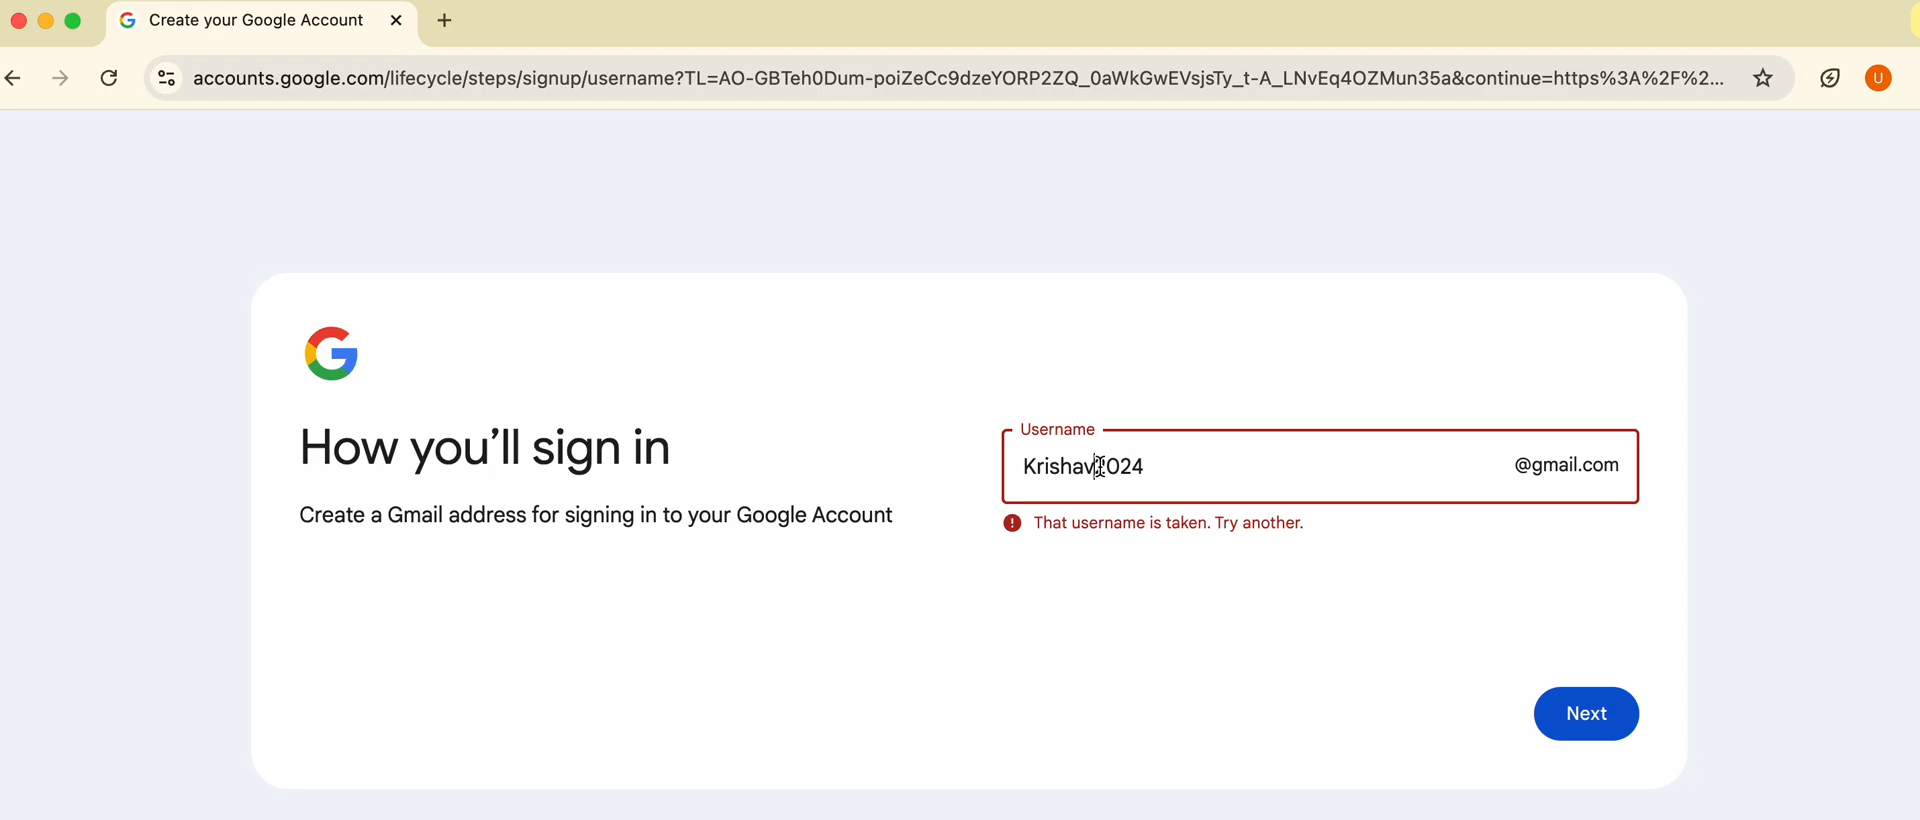 Create your Google Account
accounts.google.com/lifecycle/steps/signup/username?TL=AO-GBTeh0Dum-poiZeCc9dzeYORP2ZQ_0aWkGwEVsjsTy_t-A_LNvEq4OZMun35a&continue=https%3A%2F%2...
U
How you’ll sign in
Create a Gmail address for signing in to your Google Account
Username
Krishav2024
@gmail.com
That username is taken. Try another.
Next